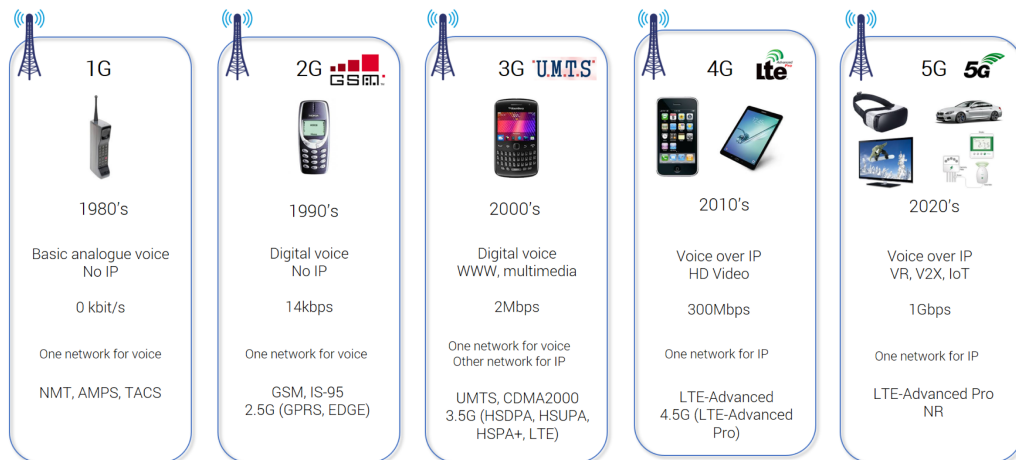 1G
1980's
Basic analogue voice
No IP
0 kbit/s
One network for voice
NMT, AMPS, TACS
2G
GSM
1990's
Digital voice
No IP
14kbps
One network for voice
GSM, IS-95
2.5G (GPRS, EDGE)
3G
UMTS
2000's
Digital voice
WWW, multimedia
2Mbps
One network for voice
Other network for IP
UMTS, CDMA2000
3.5G (HSDPA, HSUPA,
HSPA+, LTE)
4G
Lte
Advanced
Pro
2010's
Voice over IP
HD Video
300Mbps
One network for IP
LTE-Advanced
4.5G (LTE-Advanced
Pro)
5G
5G
2020's
Voice over IP
VR, V2X, IoT
1Gbps
One network for IP
LTE-Advanced Pro
NR